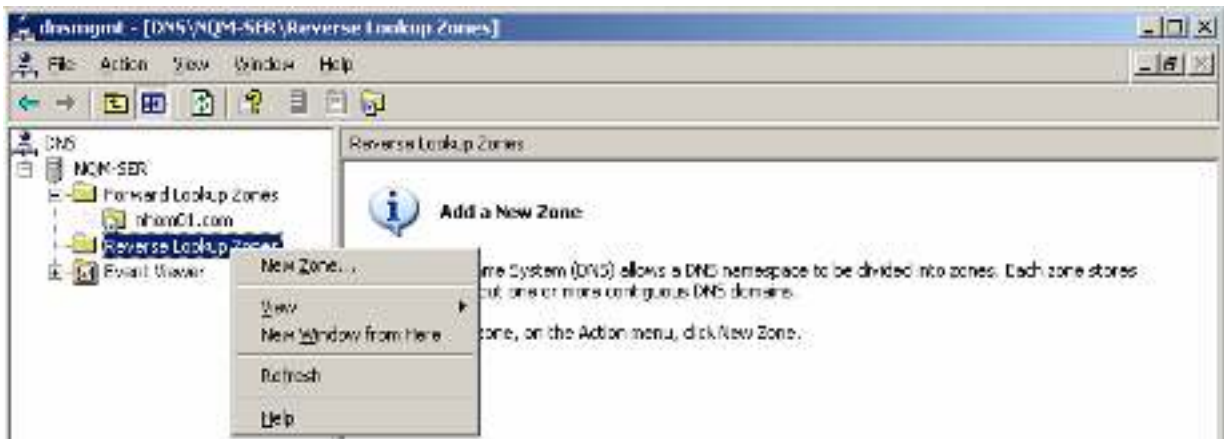 dnsmgmt - [DNS\NQM-SER\Reverse Lookup Zones]
File Action View Window Help
DNS
NQM-SER
Forward Lookup Zones
nhom01.com
Reverse Lookup Zones
Event Viewer
New Zone...
View
New Window from Here
Refresh
Help
Reverse Lookup Zones
Add a New Zone
me System (DNS) allows a DNS namespace to be divided into zones. Each zone stores
out one or more contiguous DNS domains.
zone, on the Action menu, click New Zone.